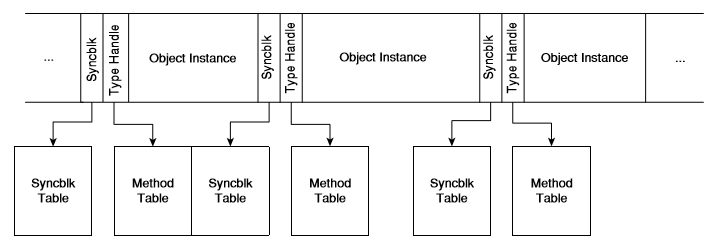 ...
Syncblk
Type Handle
Object Instance
Syncblk
Type Handle
Object Instance
Syncblk
Type Handle
Object Instance
...
Syncblk
Table
Method
Table
Syncblk
Table
Method
Table
Syncblk
Table
Method
Table